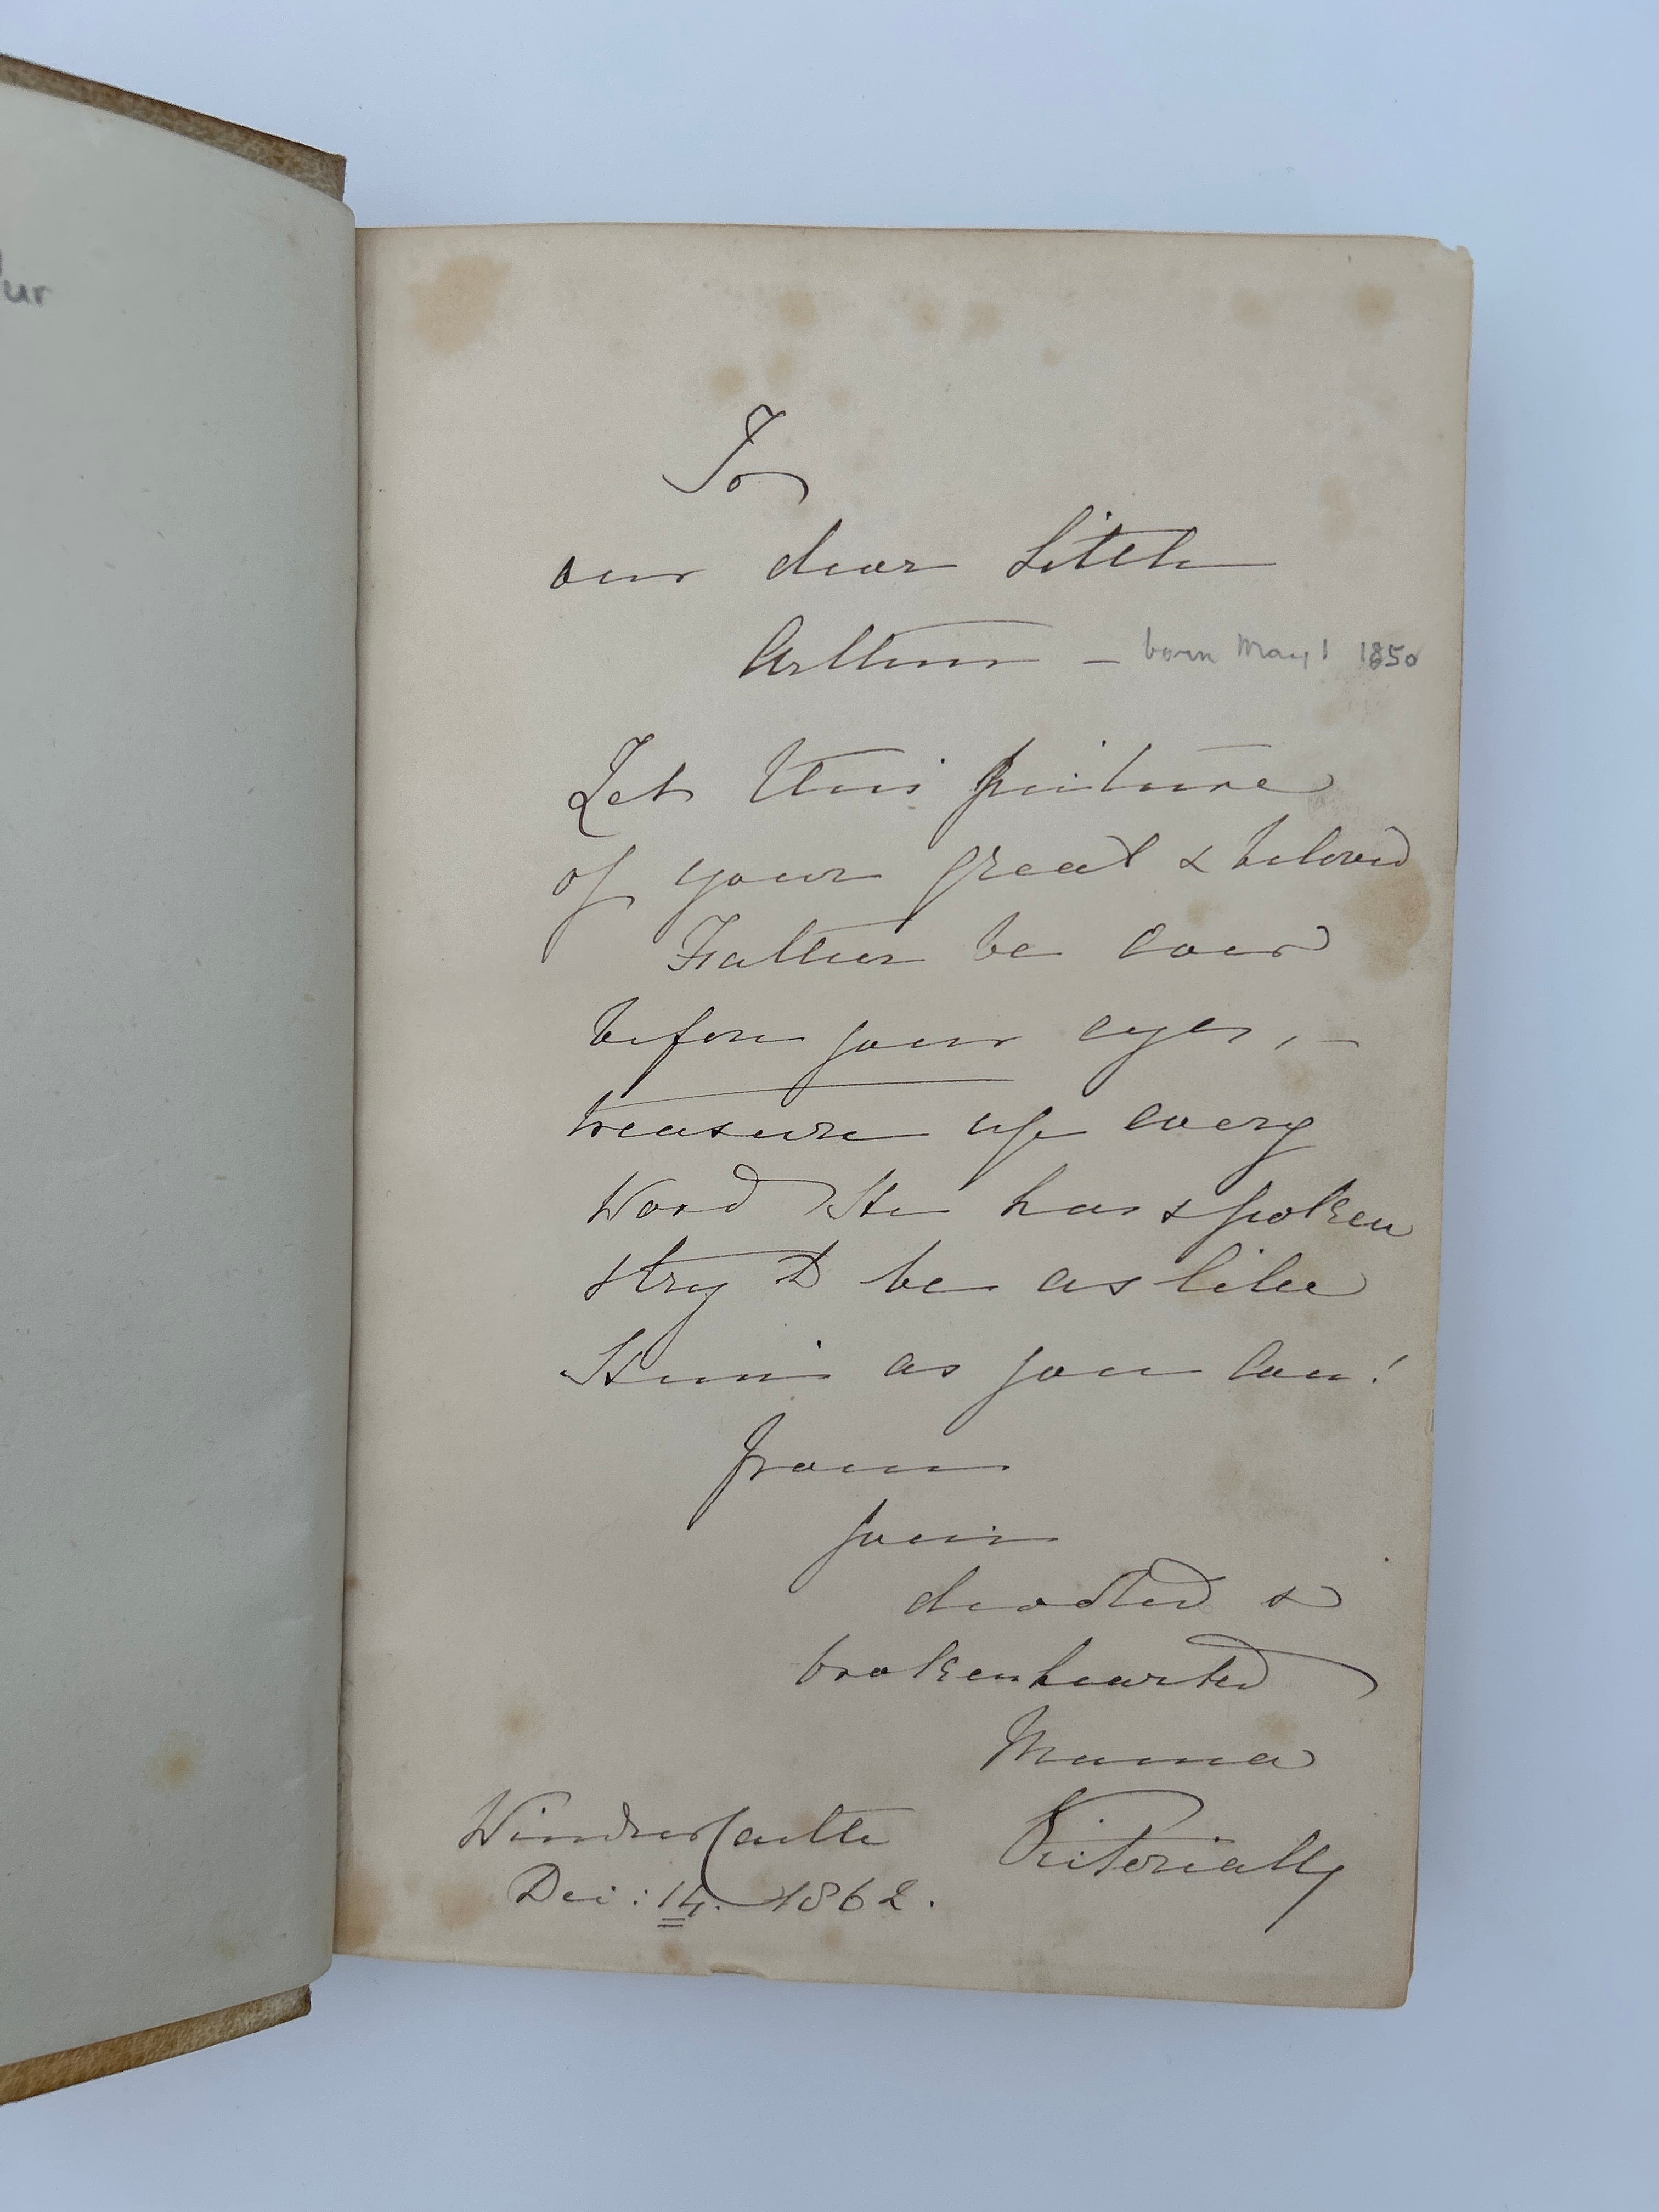 ur
To
our dear little
Arthur – born May 1 1850
Let this picture
of your great & beloved
Father be ever
before your eyes, –
treasure up every
Word He has spoken
& try to be as like
Him as you can!
from
your
devoted &
brokenhearted
Mama
Windsor Castle
Victoria
Dec: 14. 1862.